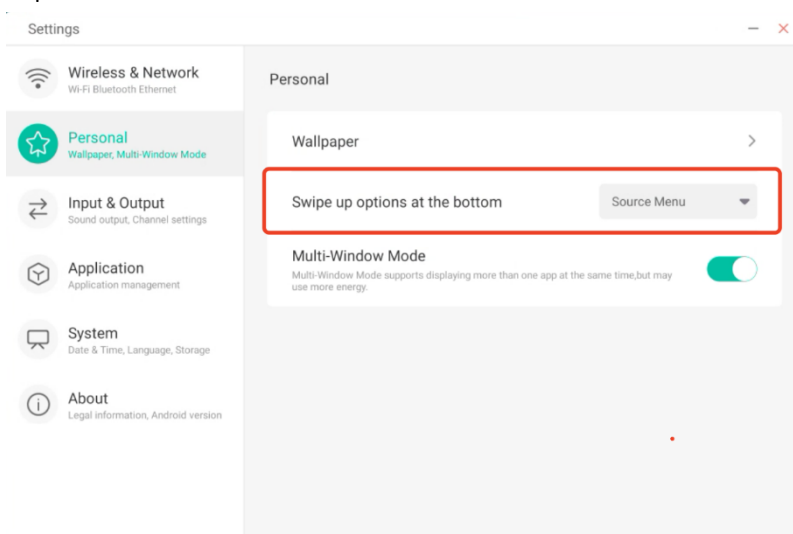 Settings
Wireless & Network
Wi-Fi Bluetooth Ethernet
Personal
Wallpaper, Multi-Window Mode
Input & Output
Sound output, Channel settings
Application
Application management
System
Date & Time, Language, Storage
About
Legal information, Android version
Personal
Wallpaper
Swipe up options at the bottom
Source Menu
Multi-Window Mode
Multi-Window Mode supports displaying more than one app at the same time,but may
use more energy.